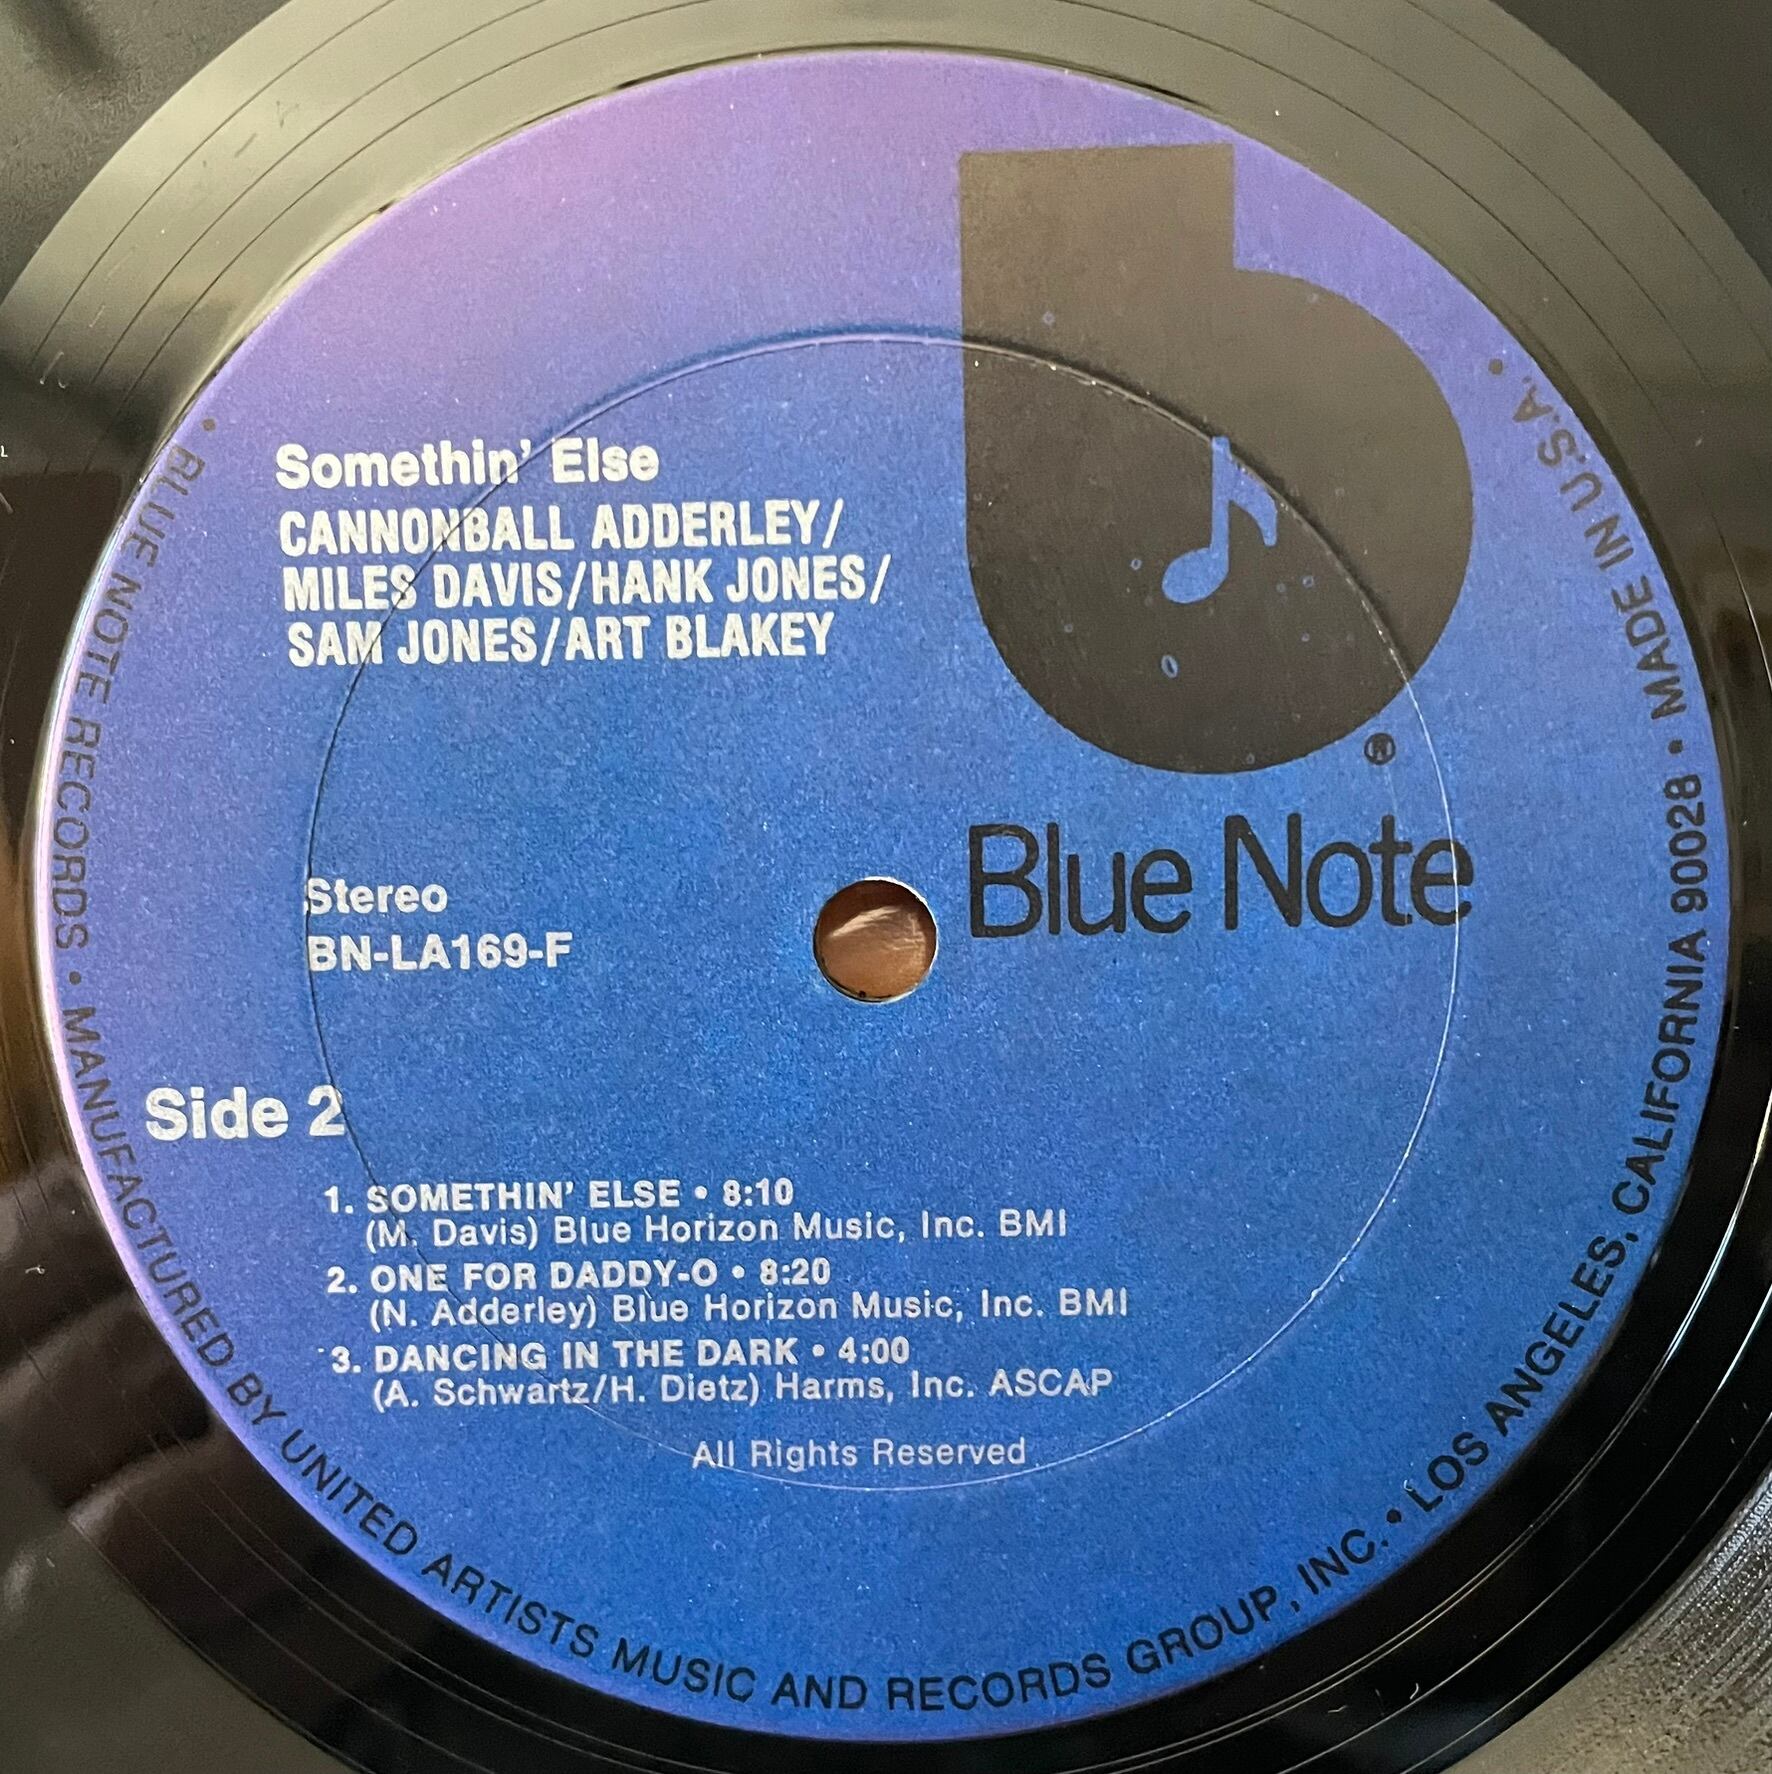 Somethin' Else
CANNONBALL ADDERLEY/
MILES DAVIS/HANK JONES/
SAM JONES/ART BLAKEY
®
Blue Note
Stereo
BN-LA169-F
Side 2
1. SOMETHIN' ELSE • 8:10
(M. Davis) Blue Horizon Music, Inc. BMI
2. ONE FOR DADDY-O • 8:20
(N. Adderley) Blue Horizon Music, Inc. BMI
3. DANCING IN THE DARK • 4:00
(A. Schwartz/H. Dietz) Harms, Inc. ASCAP
All Rights Reserved
• BLUE NOTE RECORDS • MANUFACTURED BY UNITED ARTISTS MUSIC AND RECORDS GROUP, INC. • LOS ANGELES, CALIFORNIA 90028 • MADE IN U.S.A. •